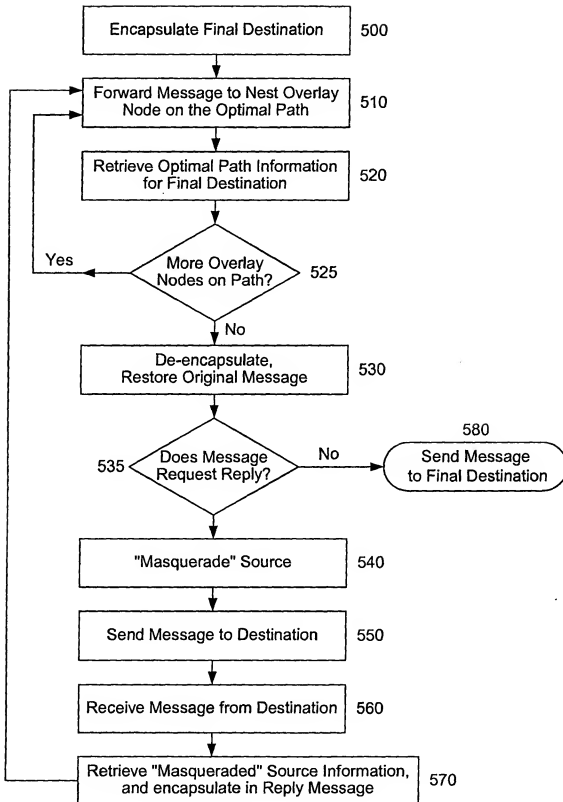 Encapsulate Final Destination
500
Forward Message to Nest Overlay
Node on the Optimal Path
510
Retrieve Optimal Path Information
for Final Destination
520
Yes
More Overlay
Nodes on Path?
525
No
De-encapsulate,
Restore Original Message
530
535
Does Message
Request Reply?
No
580
Send Message
to Final Destination
"Masquerade" Source
540
Send Message to Destination
550
Receive Message from Destination
560
Retrieve "Masqueraded" Source Information,
and encapsulate in Reply Message
570